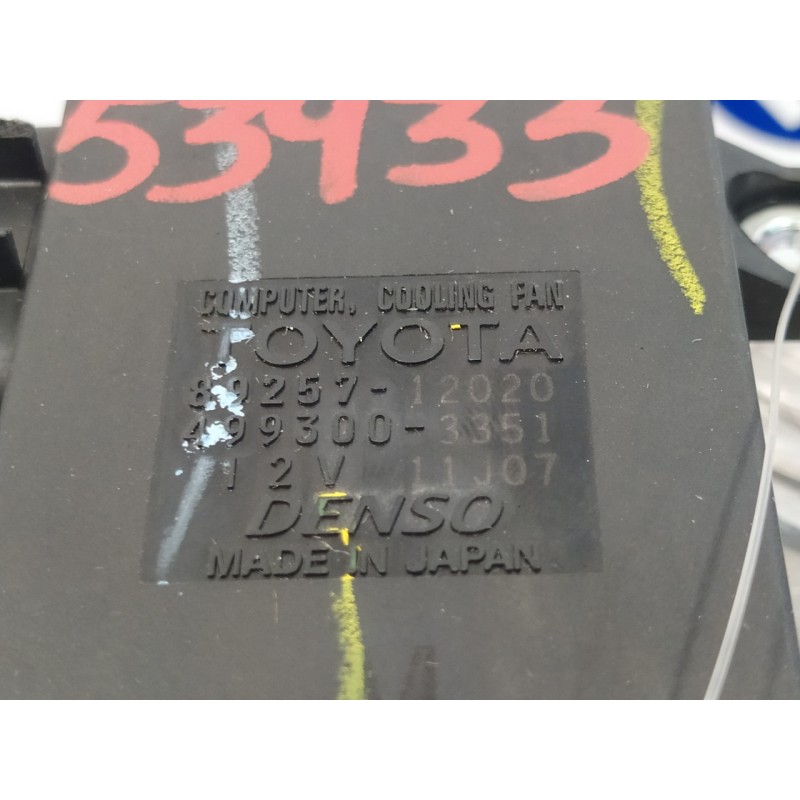 53933
COMPUTER, COOLING FAN
TOYOTA
89257-12020
499300-3351
12V 11J07
DENSO
MADE IN JAPAN
M